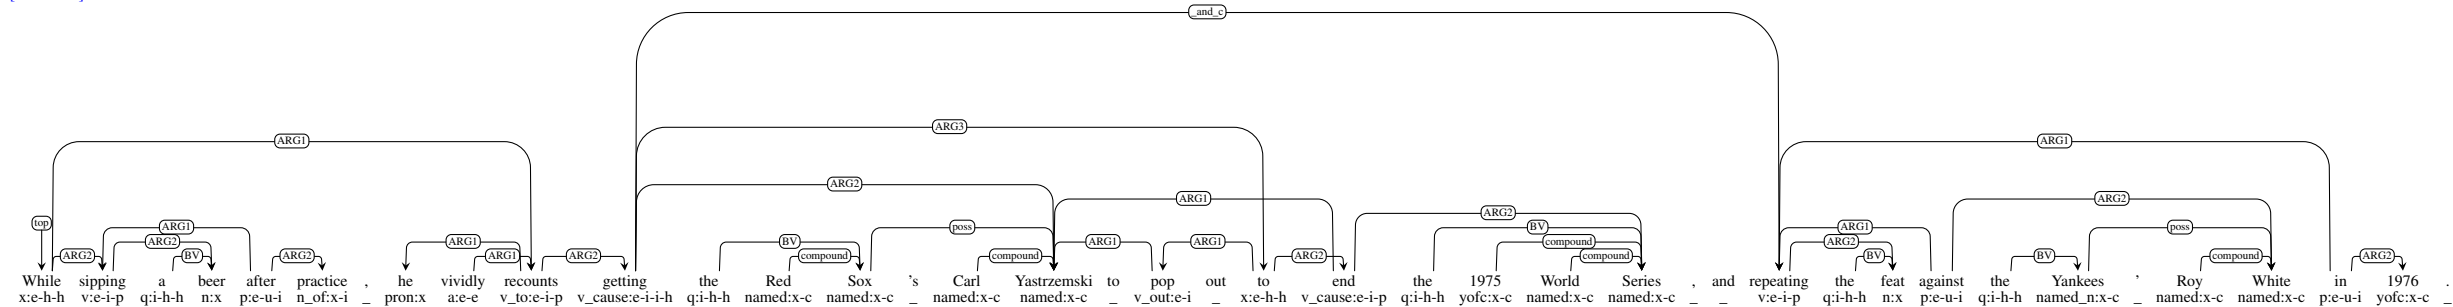 _and_c
ARG3
ARG1 ARG1
ARG2
ARG1 ARG2
ARG2
top ARG1 poss BV ARG1 poss
ARG2 ARG1 BV ARG1 ARG1 compound ARG2
ARG2 BV ARG2 ARG1 ARG2 compound compound ARG2 compound BV BV compound ARG2
While sipping a beer after practice , he vividly recounts getting the Red Sox 's Carl Yastrzemski to pop out to end the 1975 World Series , and repeating the feat against the Yankees ' Roy White in 1976 .
x:e-h-h v:e-i-p q:i-h-h n:x p:e-u-i n_of:x-i _ pron:x a:e-e v_to:e-i-p v_cause:e-i-i-h q:i-h-h named:x-c named:x-c _ named:x-c named:x-c _ v_out:e-i _ x:e-h-h v_cause:e-i-p q:i-h-h yofc:x-c named:x-c named:x-c _ _ v:e-i-p q:i-h-h n:x p:e-u-i q:i-h-h named_n:x-c _ named:x-c named:x-c p:e-u-i yofc:x-c _